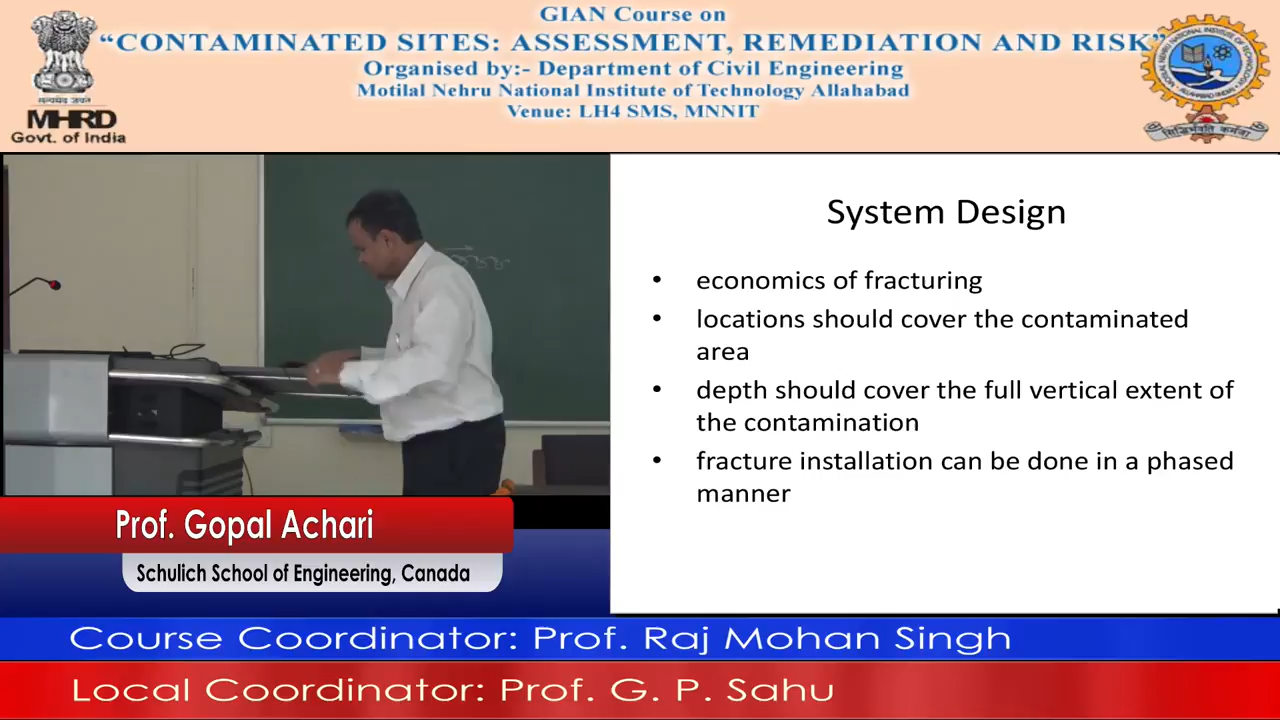 GIAN Course on
“CONTAMINATED SITES: ASSESSMENT, REMEDIATION AND RISK”
Organised by:- Department of Civil Engineering
Motilal Nehru National Institute of Technology Allahabad
Venue: LH4 SMS, MNNIT
MHRD
Govt. of India
System Design
• economics of fracturing
• locations should cover the contaminated
area
• depth should cover the full vertical extent of
the contamination
• fracture installation can be done in a phased
manner
Prof. Gopal Achari
Schulich School of Engineering, Canada
Course Coordinator: Prof. Raj Mohan Singh
Local Coordinator: Prof. G. P. Sahu